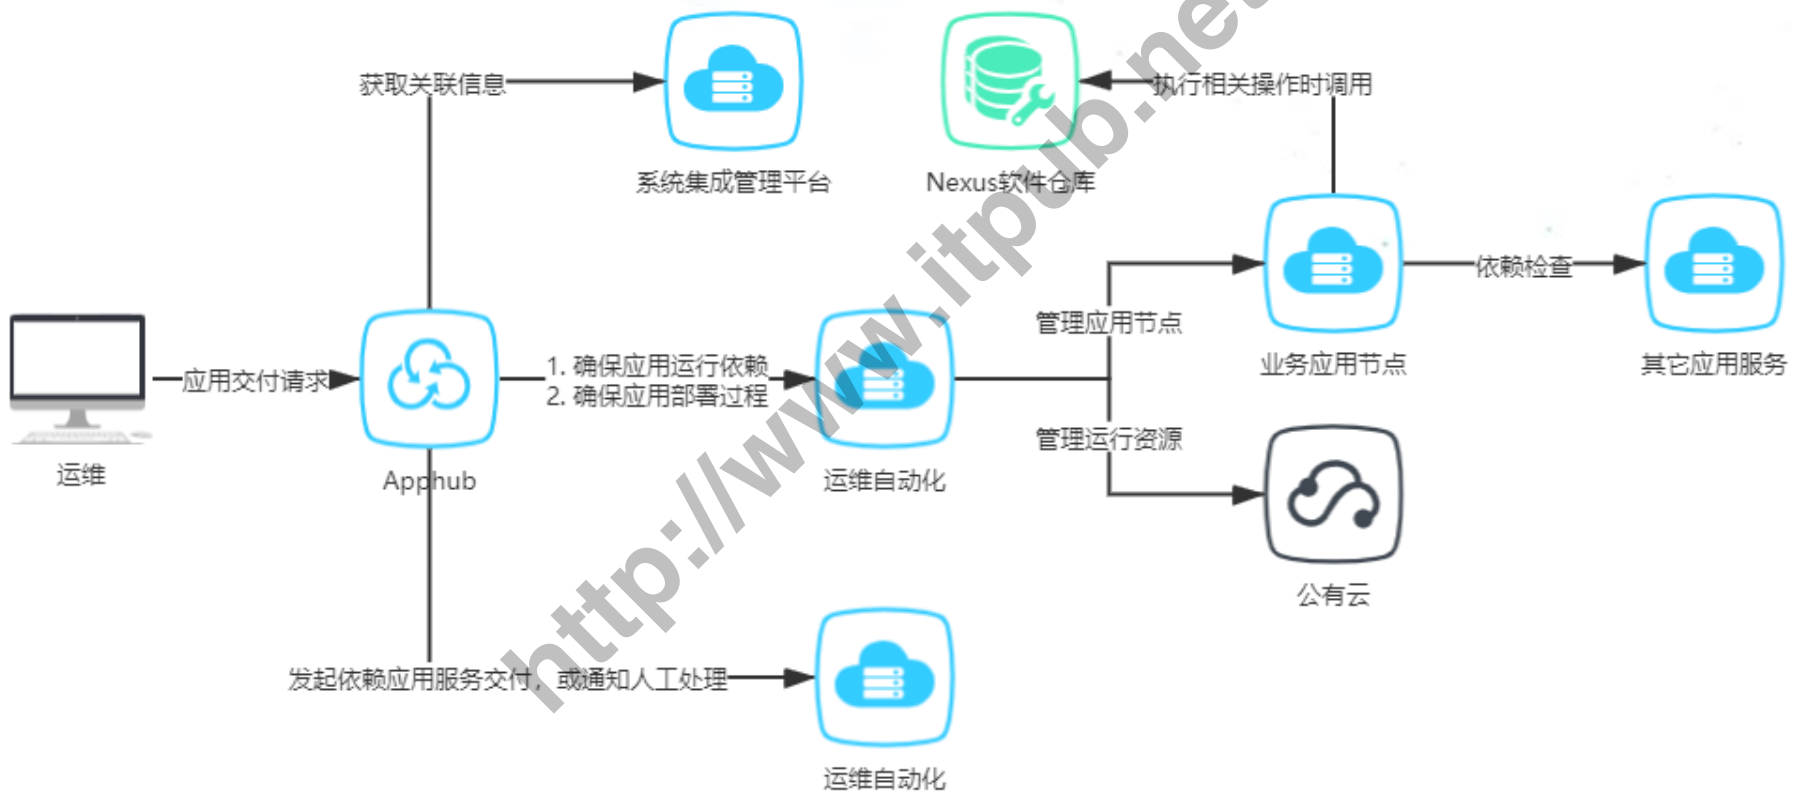 获取关联信息
执行相关操作时调用
系统集成管理平台
Nexus软件仓库
管理应用节点
依赖检查
应用交付请求
1. 确保应用运行依赖
2. 确保应用部署过程
业务应用节点
其它应用服务
管理运行资源
运维
Apphub
运维自动化
公有云
发起依赖应用服务交付，或通知人工处理
运维自动化
http://www.itpub.net